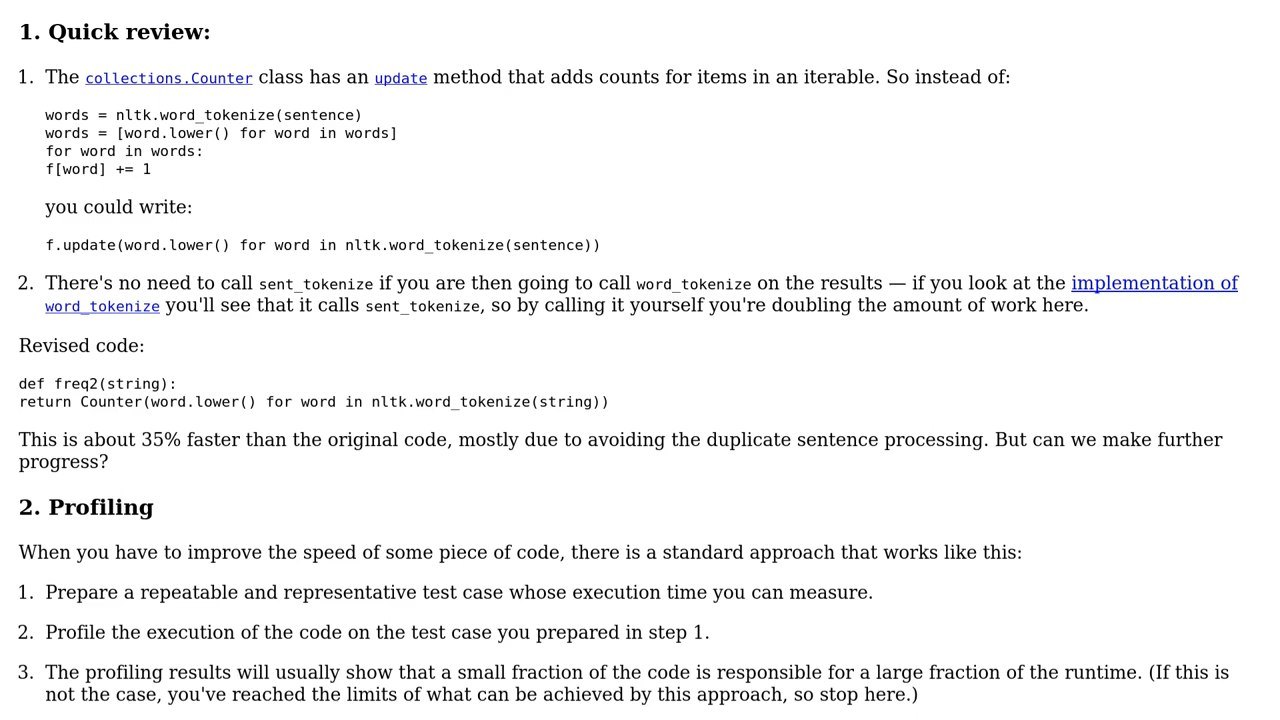 1. Quick review:
1. The collections.Counter class has an update method that adds counts for items in an iterable. So instead of:
words = nltk.word_tokenize(sentence)
words = [word.lower() for word in words]
for word in words:
f[word] += 1
you could write:
f.update(word.lower() for word in nltk.word_tokenize(sentence))
2. There's no need to call sent_tokenize if you are then going to call word_tokenize on the results — if you look at the implementation of
word_tokenize you'll see that it calls sent_tokenize, so by calling it yourself you're doubling the amount of work here.
Revised code:
def freq2(string):
return Counter(word.lower() for word in nltk.word_tokenize(string))
This is about 35% faster than the original code, mostly due to avoiding the duplicate sentence processing. But can we make further
progress?
2. Profiling
When you have to improve the speed of some piece of code, there is a standard approach that works like this:
1. Prepare a repeatable and representative test case whose execution time you can measure.
2. Profile the execution of the code on the test case you prepared in step 1.
3. The profiling results will usually show that a small fraction of the code is responsible for a large fraction of the runtime. (If this is
not the case, you've reached the limits of what can be achieved by this approach, so stop here.)